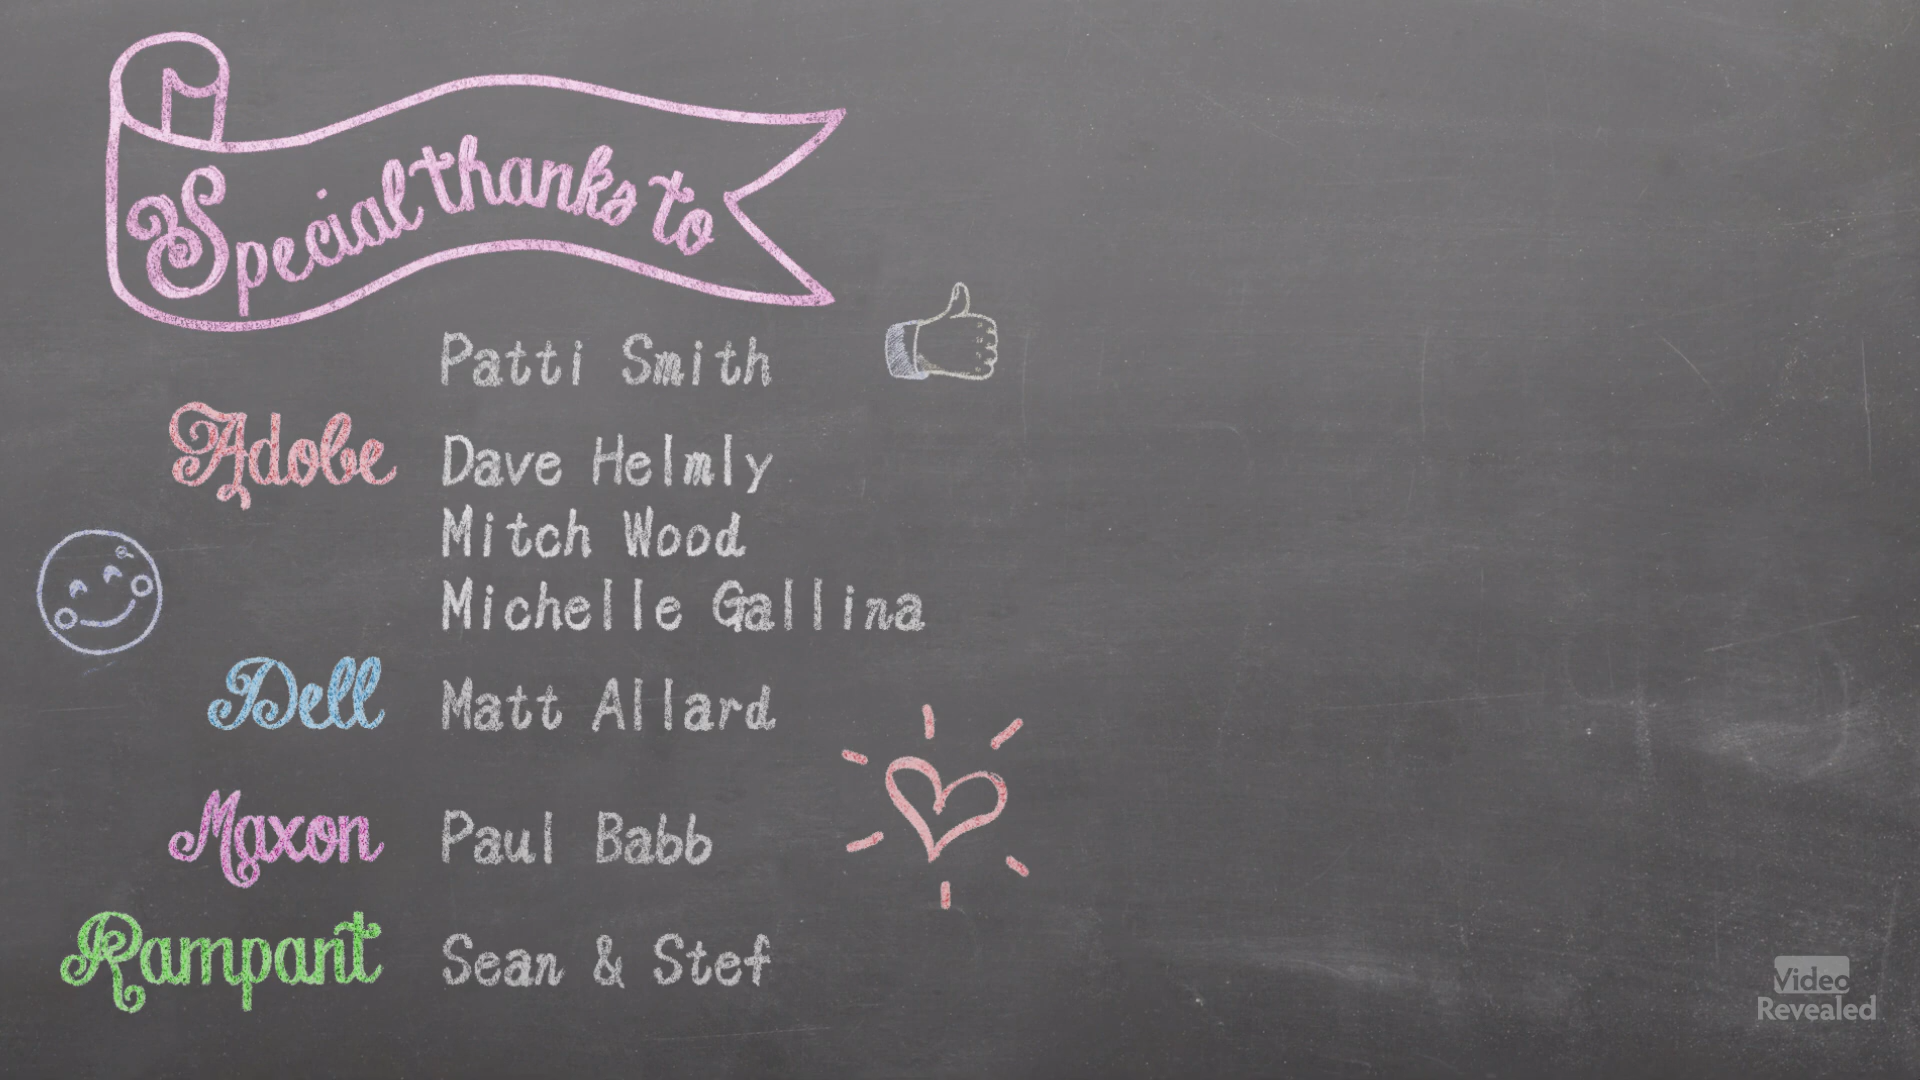 Special thanks to
Patti Smith
Adobe Dave Helmly
Mitch Wood
Michelle Gallina
Dell Matt Allard
Maxon Paul Babb
Rampant Sean & Stef
Video
Revealed